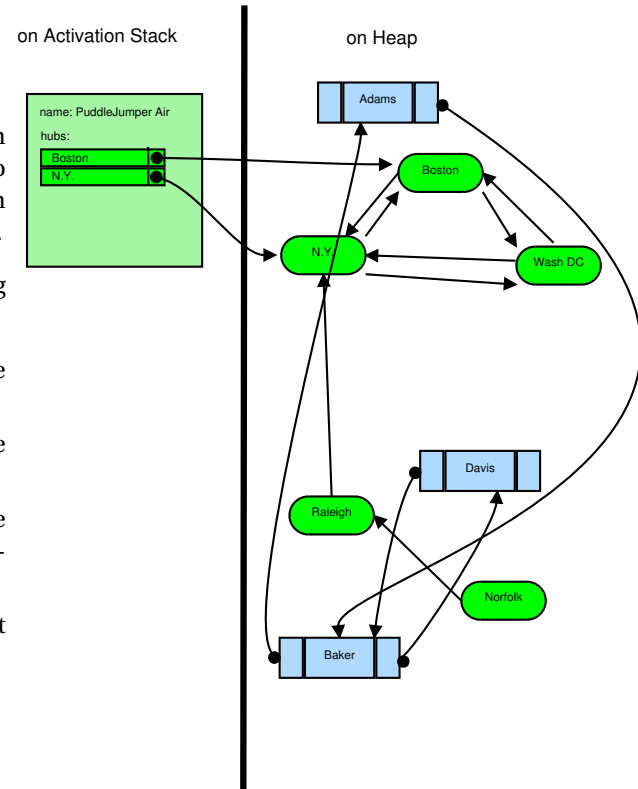 on Activation Stack
on Heap
name: PuddleJumper Air
hubs:
Boston
N.Y.
Adams
Boston
N.Y.
Wash DC
Davis
Raleigh
Norfolk
Baker